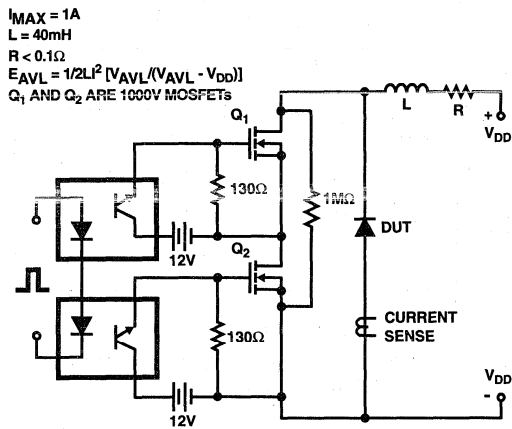 IMAX = 1A
L = 40mH
R < 0.1Ω
EAVL = 1/2LI² [VAVL/(VAVL - VDD)]
Q1 AND Q2 ARE 1000V MOSFETs
Q1
L
R
+
VDD
130Ω
1MΩ
DUT
12V
Q2
130Ω
CURRENT
SENSE
VDD
-
12V